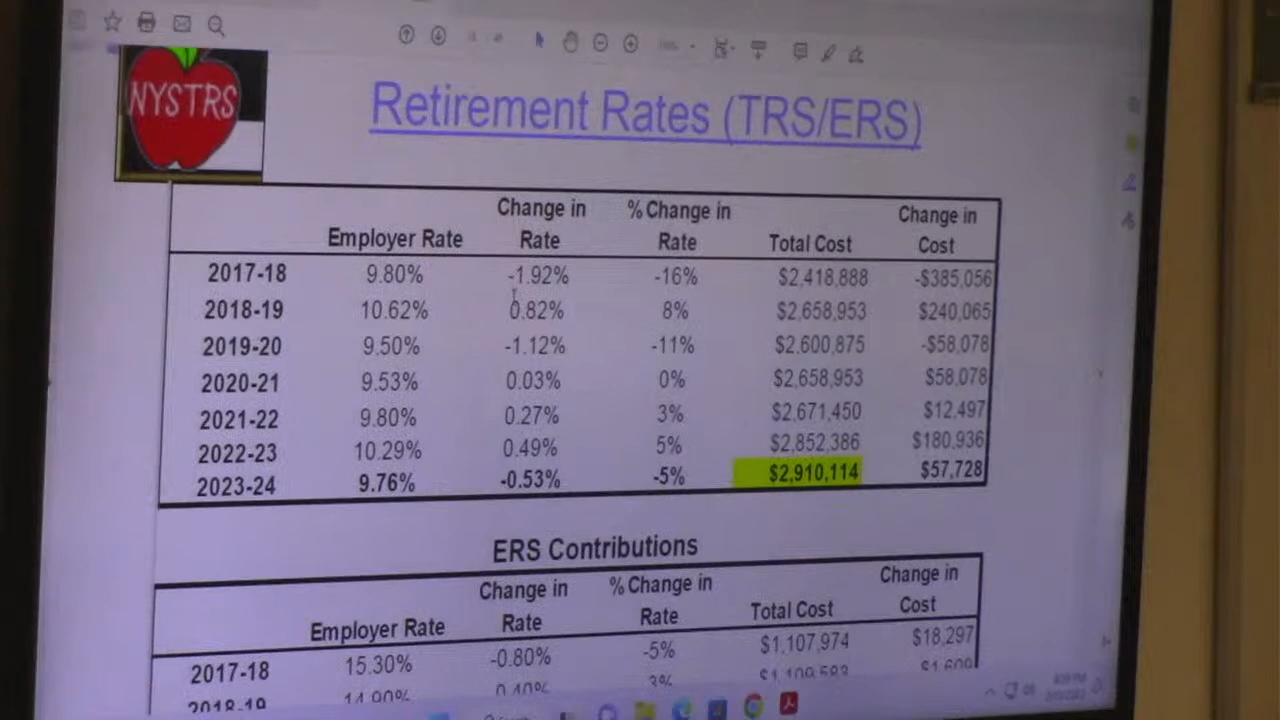 NYSTRS
Retirement Rates (TRS/ERS)
Employer Rate Change in Rate % Change in Rate Total Cost Change in Cost
2017-18 9.80% -1.92% -16% $2,418,888 -$385,056
2018-19 10.62% 0.82% 8% $2,658,953 $240,065
2019-20 9.50% -1.12% -11% $2,600,875 -$58,078
2020-21 9.53% 0.03% 0% $2,658,953 $58,078
2021-22 9.80% 0.27% 3% $2,671,450 $12,497
2022-23 10.29% 0.49% 5% $2,852,386 $180,936
2023-24 9.76% -0.53% -5% $2,910,114 $57,728
ERS Contributions
Employer Rate Change in Rate % Change in Rate Total Cost Change in Cost
2017-18 15.30% -0.80% -5% $1,107,974 $18,297
2018-19 14.90%